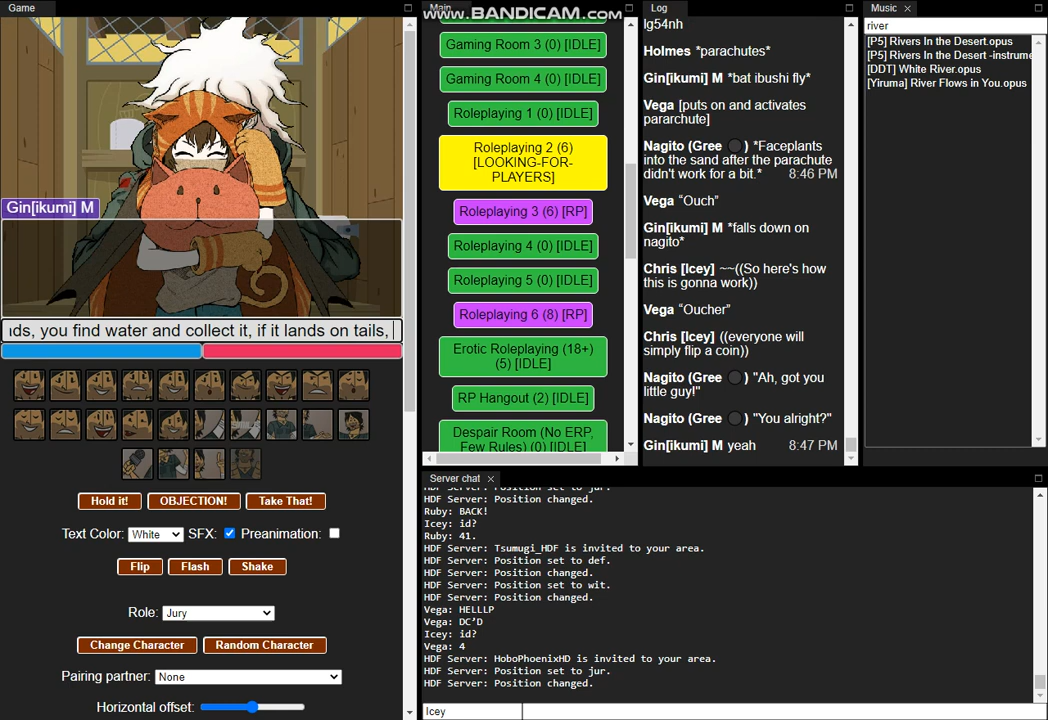 Game
Gin[ikumi] M
ds, you find water and collect it, if it lands on tails,
Hold it!
OBJECTION!
Take That!
Text Color:
White
SFX:
Preanimation:
Flip
Flash
Shake
Role:
Jury
Change Character
Random Character
Pairing partner:
None
Horizontal offset:
www.BANDICAM.com
Main
Gaming Room 3 (0) [IDLE]
Gaming Room 4 (0) [IDLE]
Roleplaying 1 (0) [IDLE]
Roleplaying 2 (6)
[LOOKING-FOR-
PLAYERS]
Roleplaying 3 (6) [RP]
Roleplaying 4 (0) [IDLE]
Roleplaying 5 (0) [IDLE]
Roleplaying 6 (8) [RP]
Erotic Roleplaying (18+)
(5) [IDLE]
RP Hangout (2) [IDLE]
Despair Room (No ERP,
Few Rules) (0) [IDLE]
Log
lg54nh
Holmes *parachutes*
Gin[ikumi] M *bat ibushi fly*
Vega [puts on and activates
pararchute]
Nagito (Gree ) *Faceplants
into the sand after the parachute
didn't work for a bit.* 8:46 PM
Vega “Ouch”
Gin[ikumi] M *falls down on
nagito*
Chris [Icey] ~~((So here's how
this is gonna work))
Vega “Oucher”
Chris [Icey] ((everyone will
simply flip a coin))
Nagito (Gree ) "Ah, got you
little guy!"
Nagito (Gree ) "You alright?"
Gin[ikumi] M yeah 8:47 PM
Music
river
[P5] Rivers In the Desert.opus
[P5] Rivers In the Desert -instrume
[DDT] White River.opus
[Yiruma] River Flows in You.opus
Server chat
HDF Server: Position set to jur.
HDF Server: Position changed.
Ruby: BACK!
Icey: id?
Ruby: 41.
HDF Server: Tsumugi_HDF is invited to your area.
HDF Server: Position set to def.
HDF Server: Position changed.
HDF Server: Position set to wit.
HDF Server: Position changed.
Vega: HELLLP
Vega: DC’D
Icey: id?
Vega: 4
HDF Server: HoboPhoenixHD is invited to your area.
HDF Server: Position set to jur.
HDF Server: Position changed.
Icey